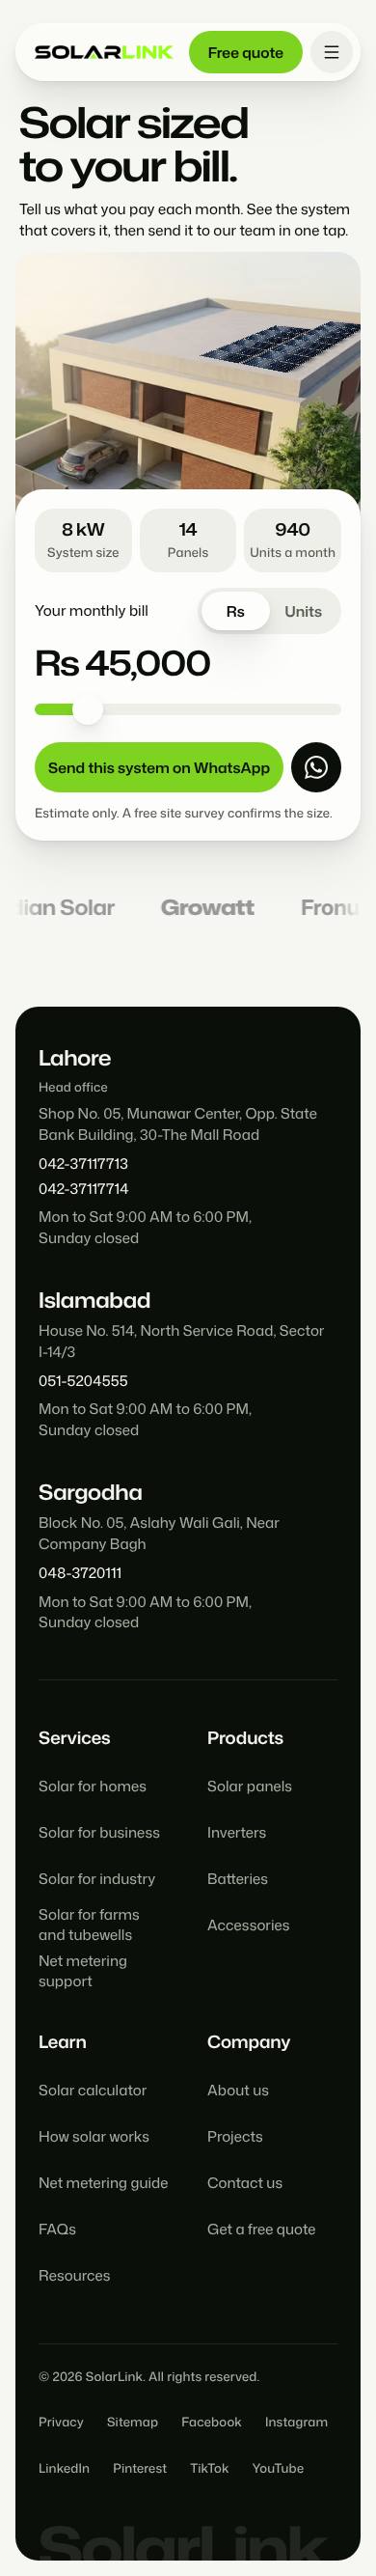 SOLARLINK
Free quote
Solar sized
to your bill.
Tell us what you pay each month. See the system
that covers it, then send it to our team in one tap.
8 kW
System size
14
Panels
940
Units a month
Your monthly bill
Rs
Units
Rs 45,000
Send this system on WhatsApp
Estimate only. A free site survey confirms the size.
dian Solar
Growatt
Fronu
Lahore
Head office
Shop No. 05, Munawar Center, Opp. State
Bank Building, 30-The Mall Road
042-37117713
042-37117714
Mon to Sat 9:00 AM to 6:00 PM,
Sunday closed
Islamabad
House No. 514, North Service Road, Sector
I-14/3
051-5204555
Mon to Sat 9:00 AM to 6:00 PM,
Sunday closed
Sargodha
Block No. 05, Aslahy Wali Gali, Near
Company Bagh
048-3720111
Mon to Sat 9:00 AM to 6:00 PM,
Sunday closed
Services
Solar for homes
Solar for business
Solar for industry
Solar for farms
and tubewells
Net metering
support
Products
Solar panels
Inverters
Batteries
Accessories
Learn
Solar calculator
How solar works
Net metering guide
FAQs
Resources
Company
About us
Projects
Contact us
Get a free quote
© 2026 SolarLink. All rights reserved.
Privacy Sitemap Facebook Instagram
LinkedIn Pinterest TikTok YouTube
SolarLink